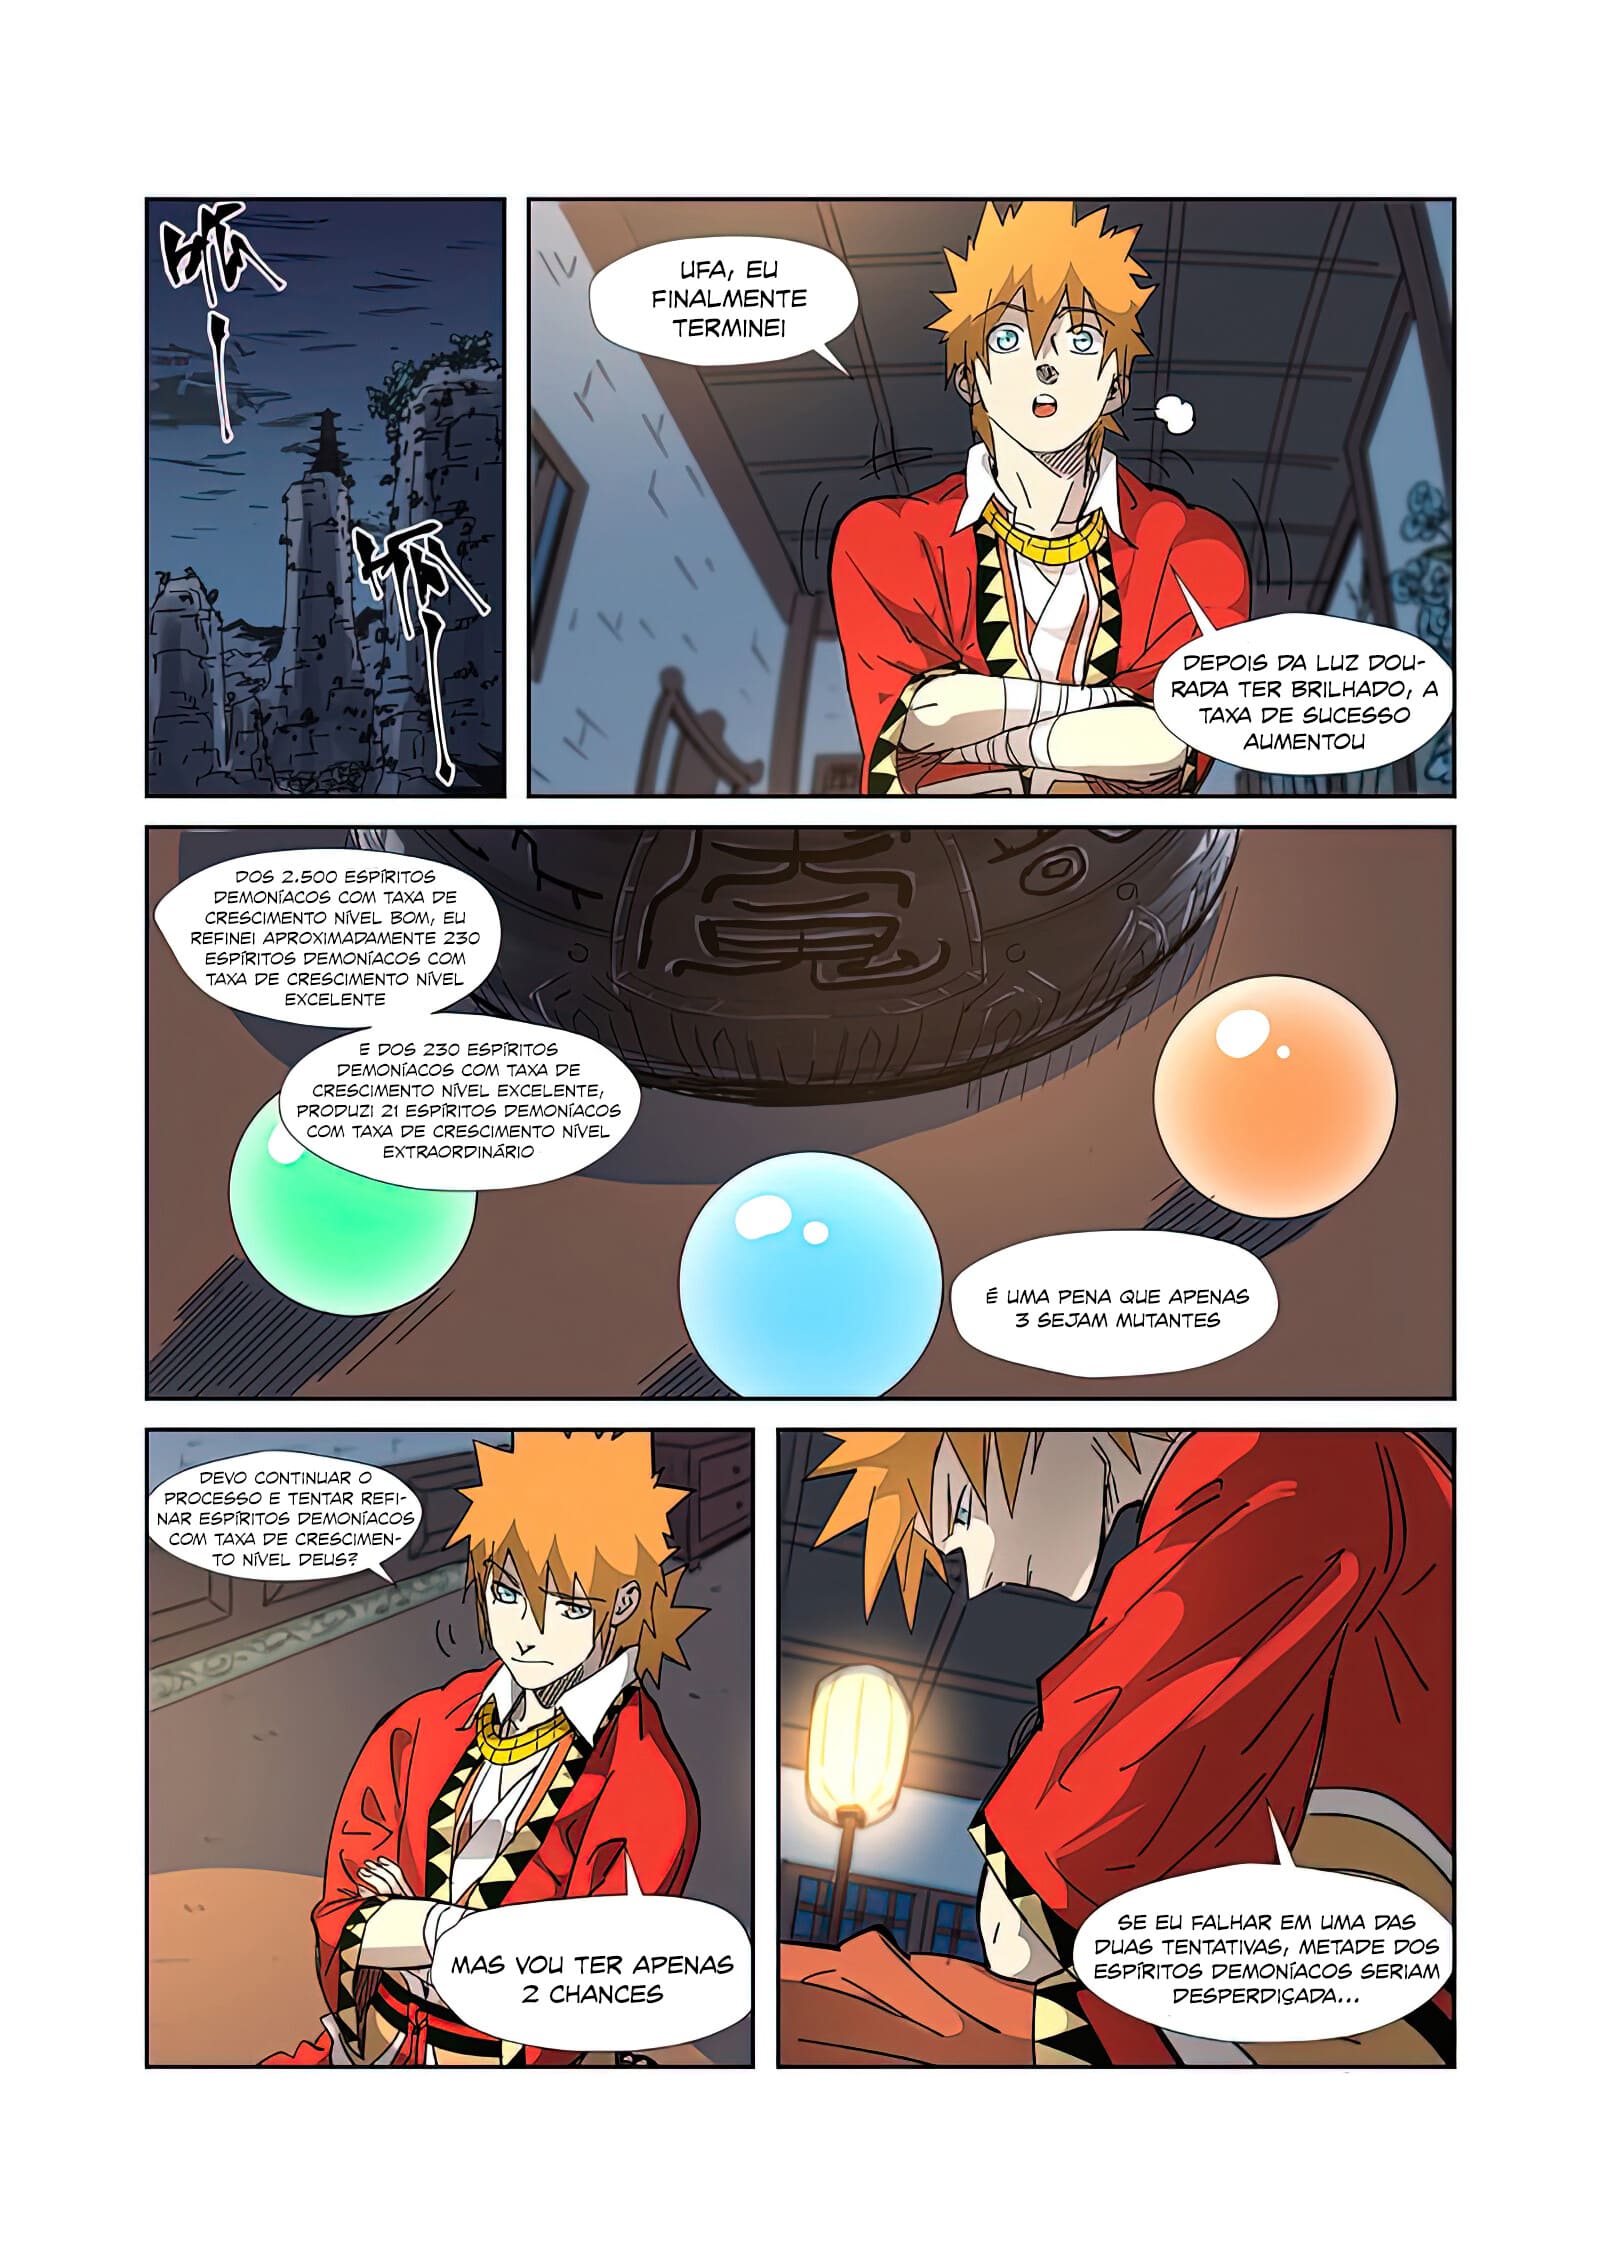 UFA, EU
FINALMENTE
TERMINEI
DEPOIS DA LUZ DOU-
RADA TER BRILHADO, A
TAXA DE SUCESSO
AUMENTOU
DOS 2.500 ESPÍRITOS
DEMONÍACOS COM TAXA DE
CRESCIMENTO NÍVEL BOM, EU
REFINEI APROXIMADAMENTE 230
ESPÍRITOS DEMONÍACOS COM
TAXA DE CRESCIMENTO NÍVEL
EXCELENTE
E DOS 230 ESPÍRITOS
DEMONÍACOS COM TAXA DE
CRESCIMENTO NÍVEL EXCELENTE,
PRODUZI 21 ESPÍRITOS DEMONÍACOS
COM TAXA DE CRESCIMENTO NÍVEL
EXTRAORDINÁRIO
É UMA PENA QUE APENAS
3 SEJAM MUTANTES
DEVO CONTINUAR O
PROCESSO E TENTAR REFI-
NAR ESPÍRITOS DEMONÍACOS
COM TAXA DE CRESCIMEN-
TO NÍVEL DEUS?
MAS VOU TER APENAS
2 CHANCES
SE EU FALHAR EM UMA DAS
DUAS TENTATIVAS, METADE DOS
ESPÍRITOS DEMONÍACOS SERIAM
DESPERDIÇADA...